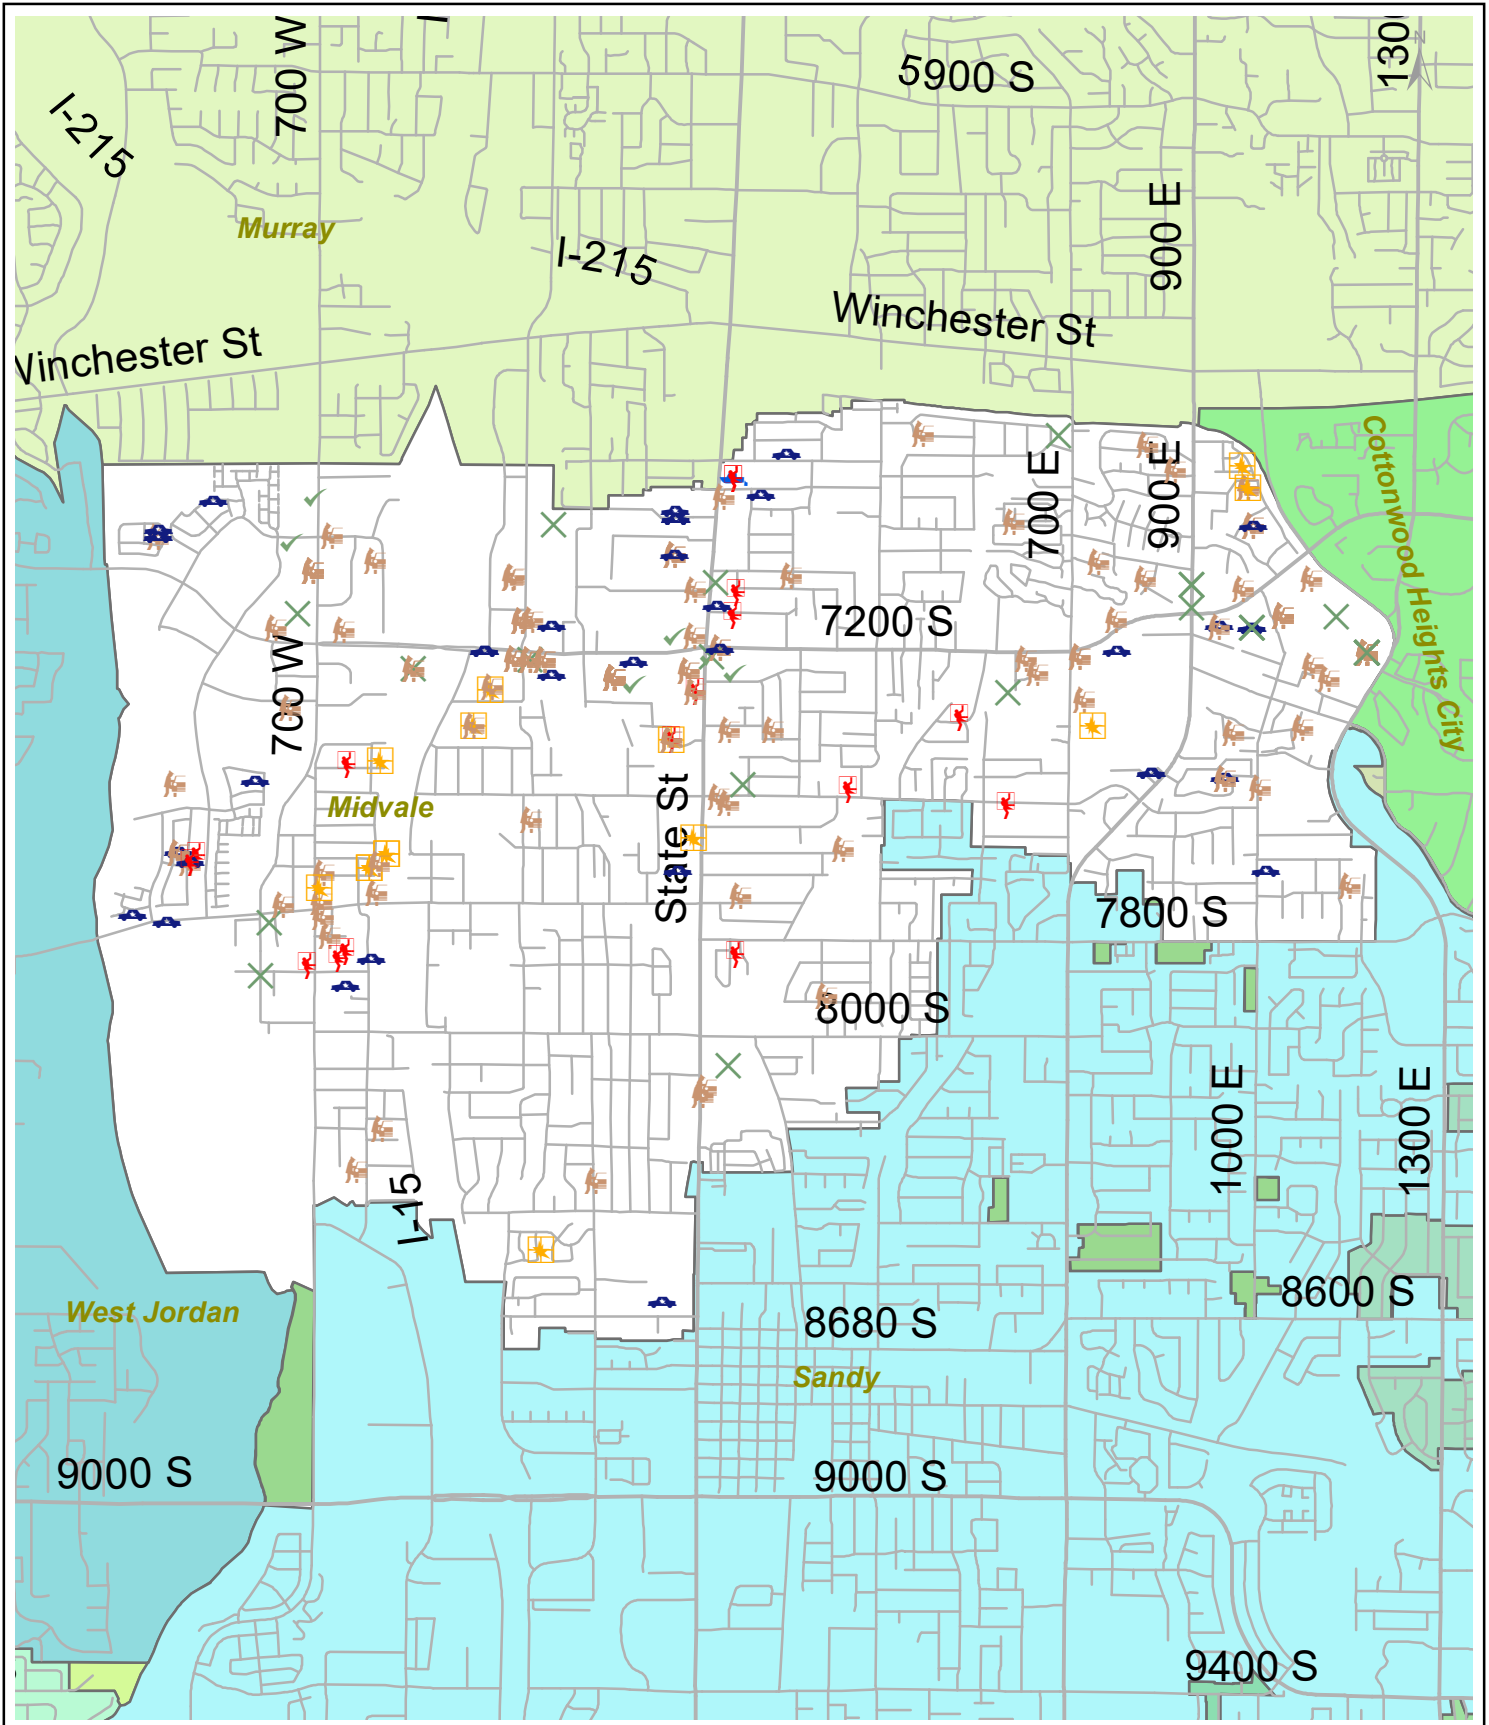 700 W
1300
5900 S
I-215
900 E
Murray
I-215
Winchester St
Winchester St
Cottonwood Heights City
700 E
900 E
7200 S
700 W
State St
Midvale
7800 S
8000 S
1000 E
1300 E
I-15
8600 S
West Jordan
8680 S
Sandy
9000 S
9000 S
9400 S